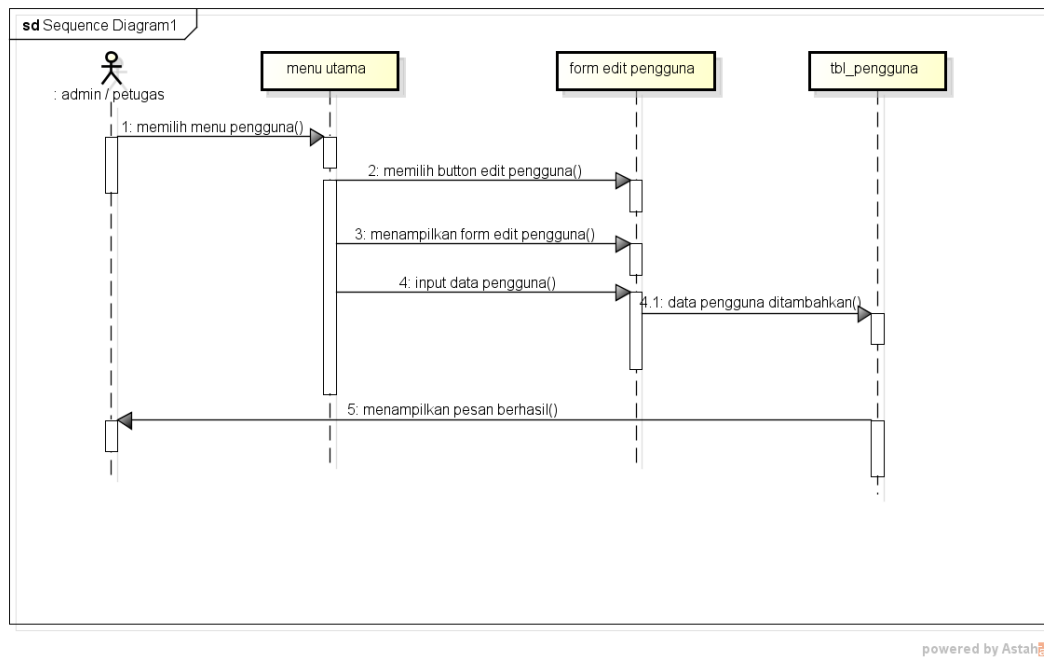 sd Sequence Diagram1
: admin / petugas
menu utama
form edit pengguna
tbl_pengguna
1: memilih menu pengguna()
2: memilih button edit pengguna()
3: menampilkan form edit pengguna()
4: input data pengguna()
4.1: data pengguna ditambahkan()
5: menampilkan pesan berhasil()
powered by Astah